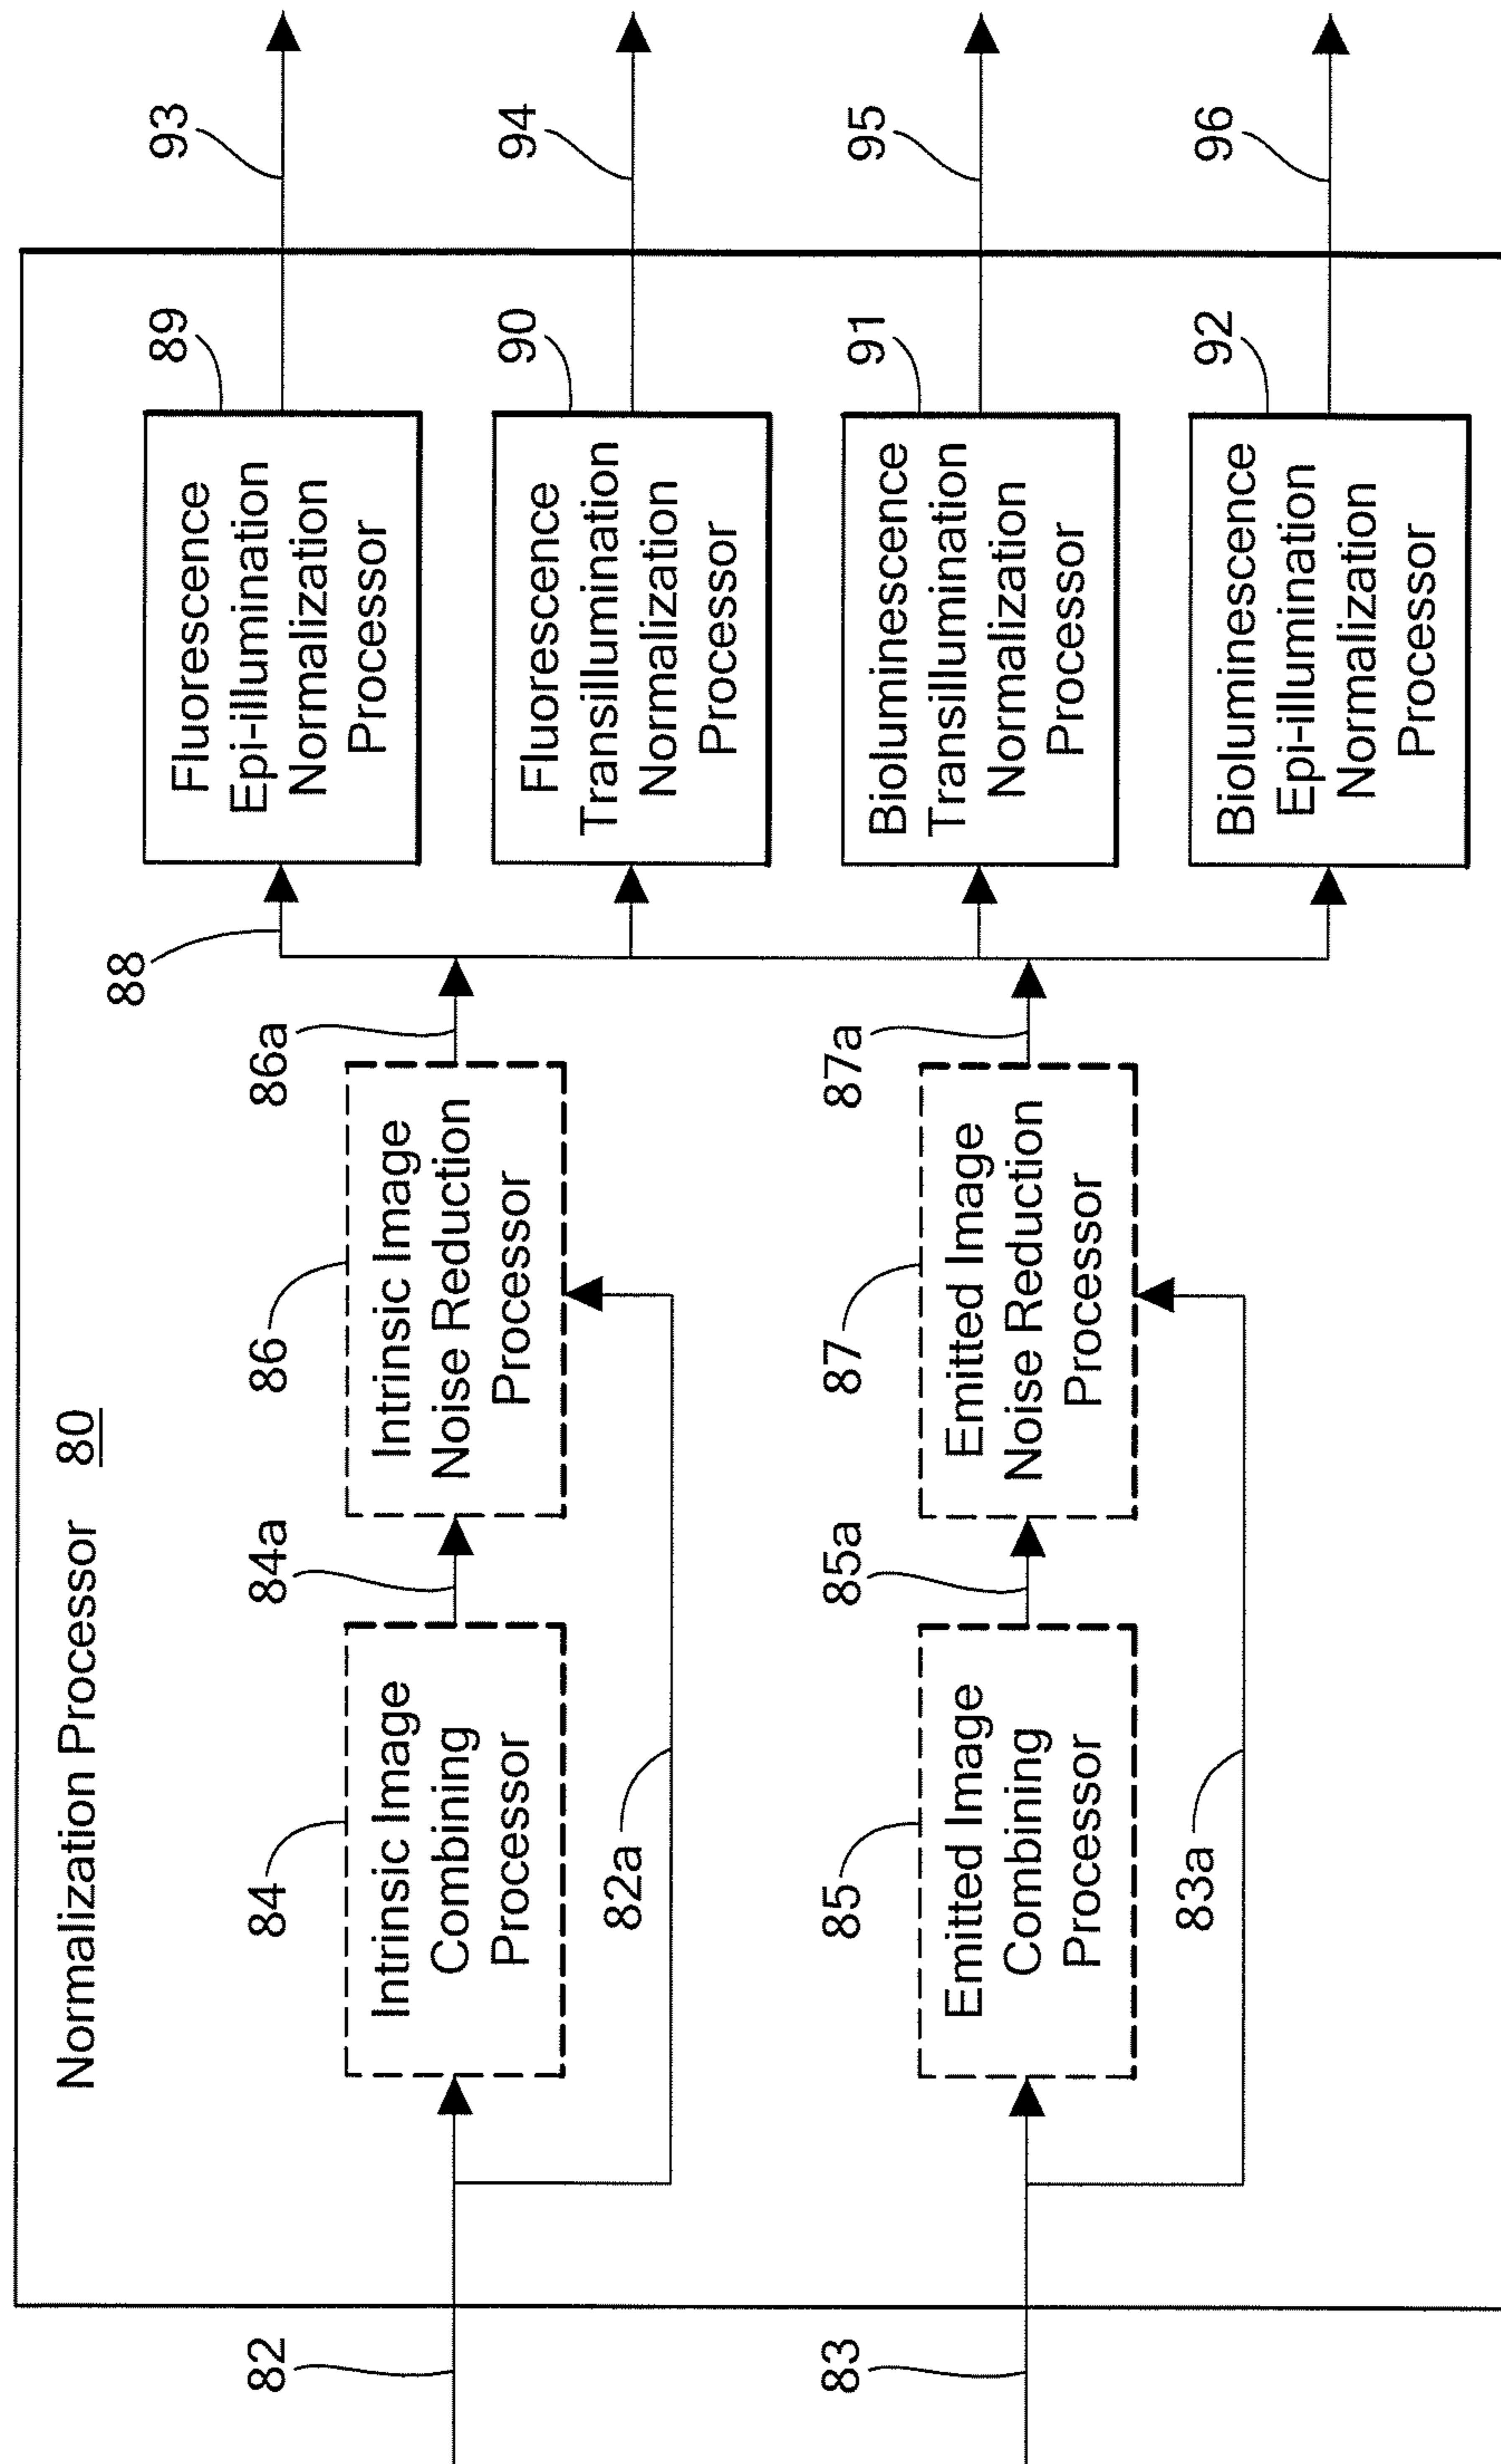 Normalization Processor 80
82
84
Intrinsic Image
Combining
Processor
84a
82a
86
Intrinsic Image
Noise Reduction
Processor
86a
83
85
Emitted Image
Combining
Processor
85a
83a
87
Emitted Image
Noise Reduction
Processor
87a
88
89
Fluorescence
Epi-illumination
Normalization
Processor
93
90
Fluorescence
Transillumination
Normalization
Processor
94
91
Bioluminescence
Transillumination
Normalization
Processor
95
92
Bioluminescence
Epi-illumination
Normalization
Processor
96